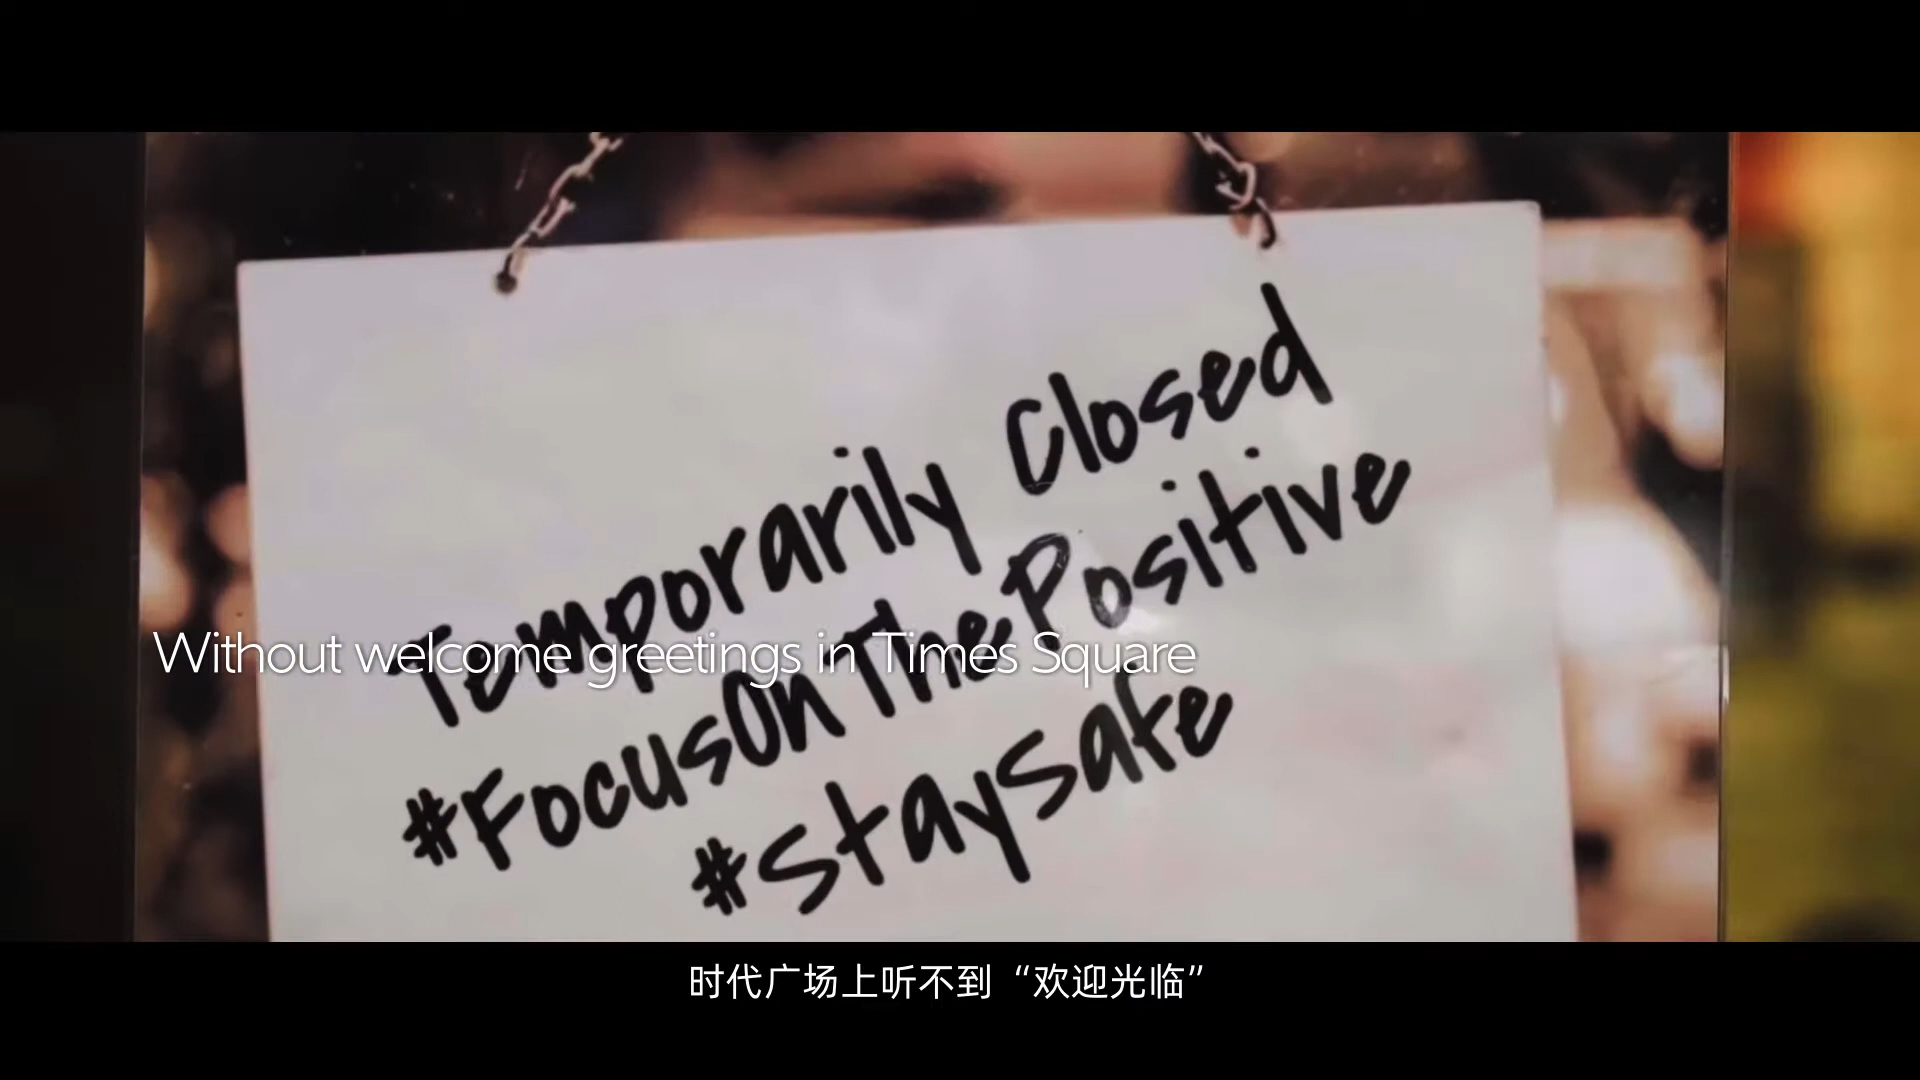 Temporarily Closed
#FocusOnThePositive
#StaySafe
Without welcome greetings in Times Square
时代广场上听不到“欢迎光临”